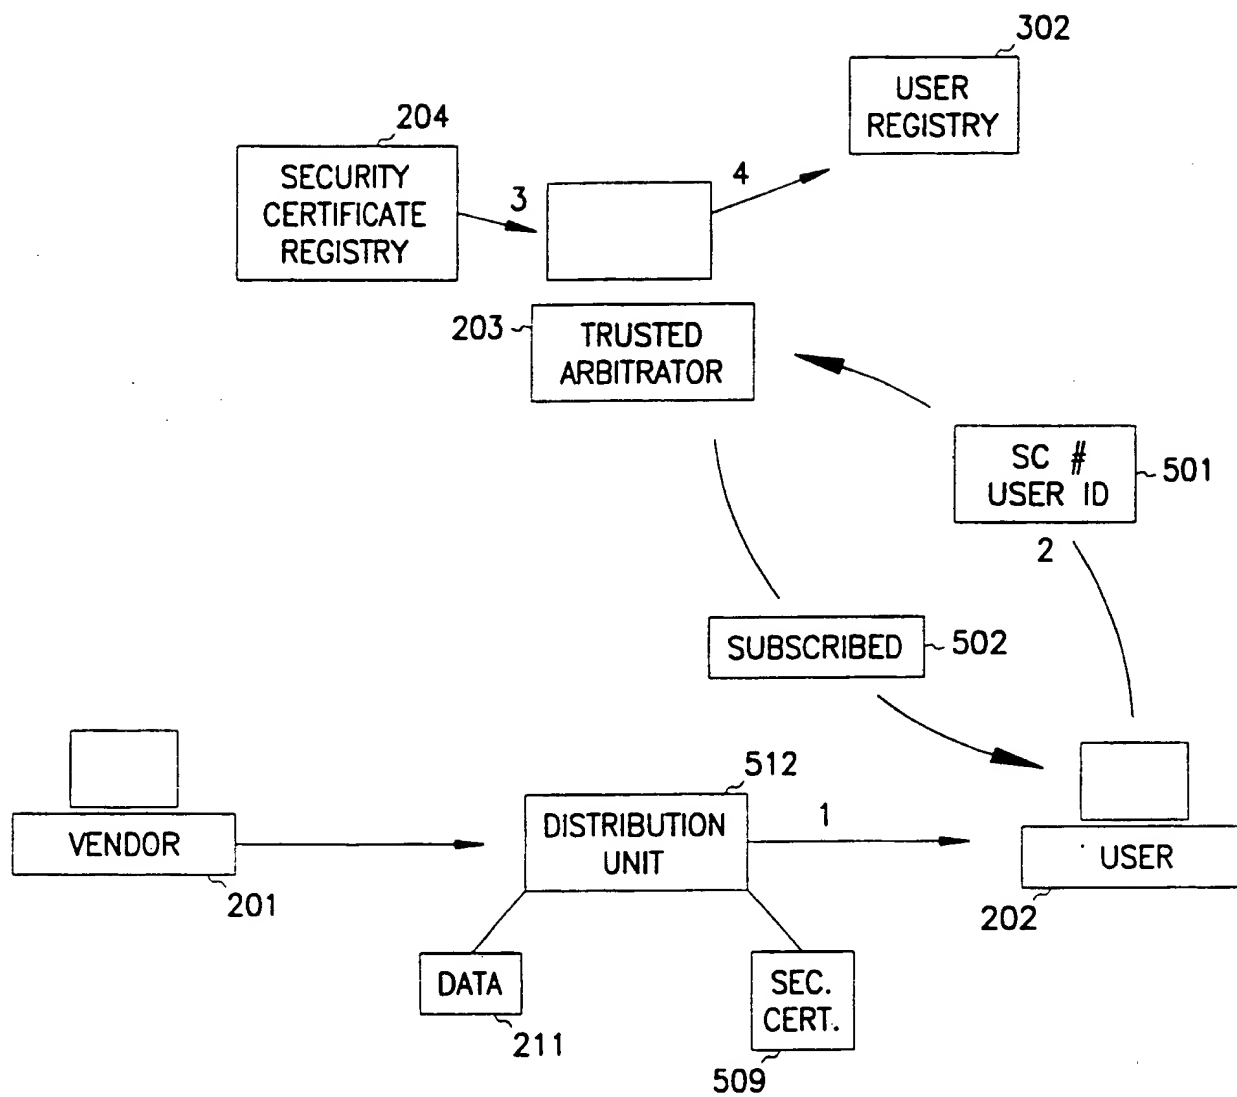 302
USER
REGISTRY
204
SECURITY
CERTIFICATE
REGISTRY
3
4
203
TRUSTED
ARBITRATOR
SC #
USER ID
501
2
SUBSCRIBED
502
512
VENDOR
201
DISTRIBUTION
UNIT
1
USER
202
DATA
211
SEC.
CERT.
509